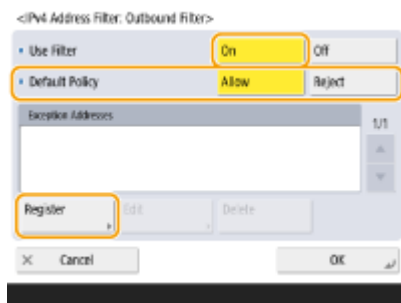 <IPv4 Address Filter: Outbound Filter>
Use Filter On Off
Default Policy Allow Reject
Exception Addresses
1/1
Register Edit Delete
Cancel OK